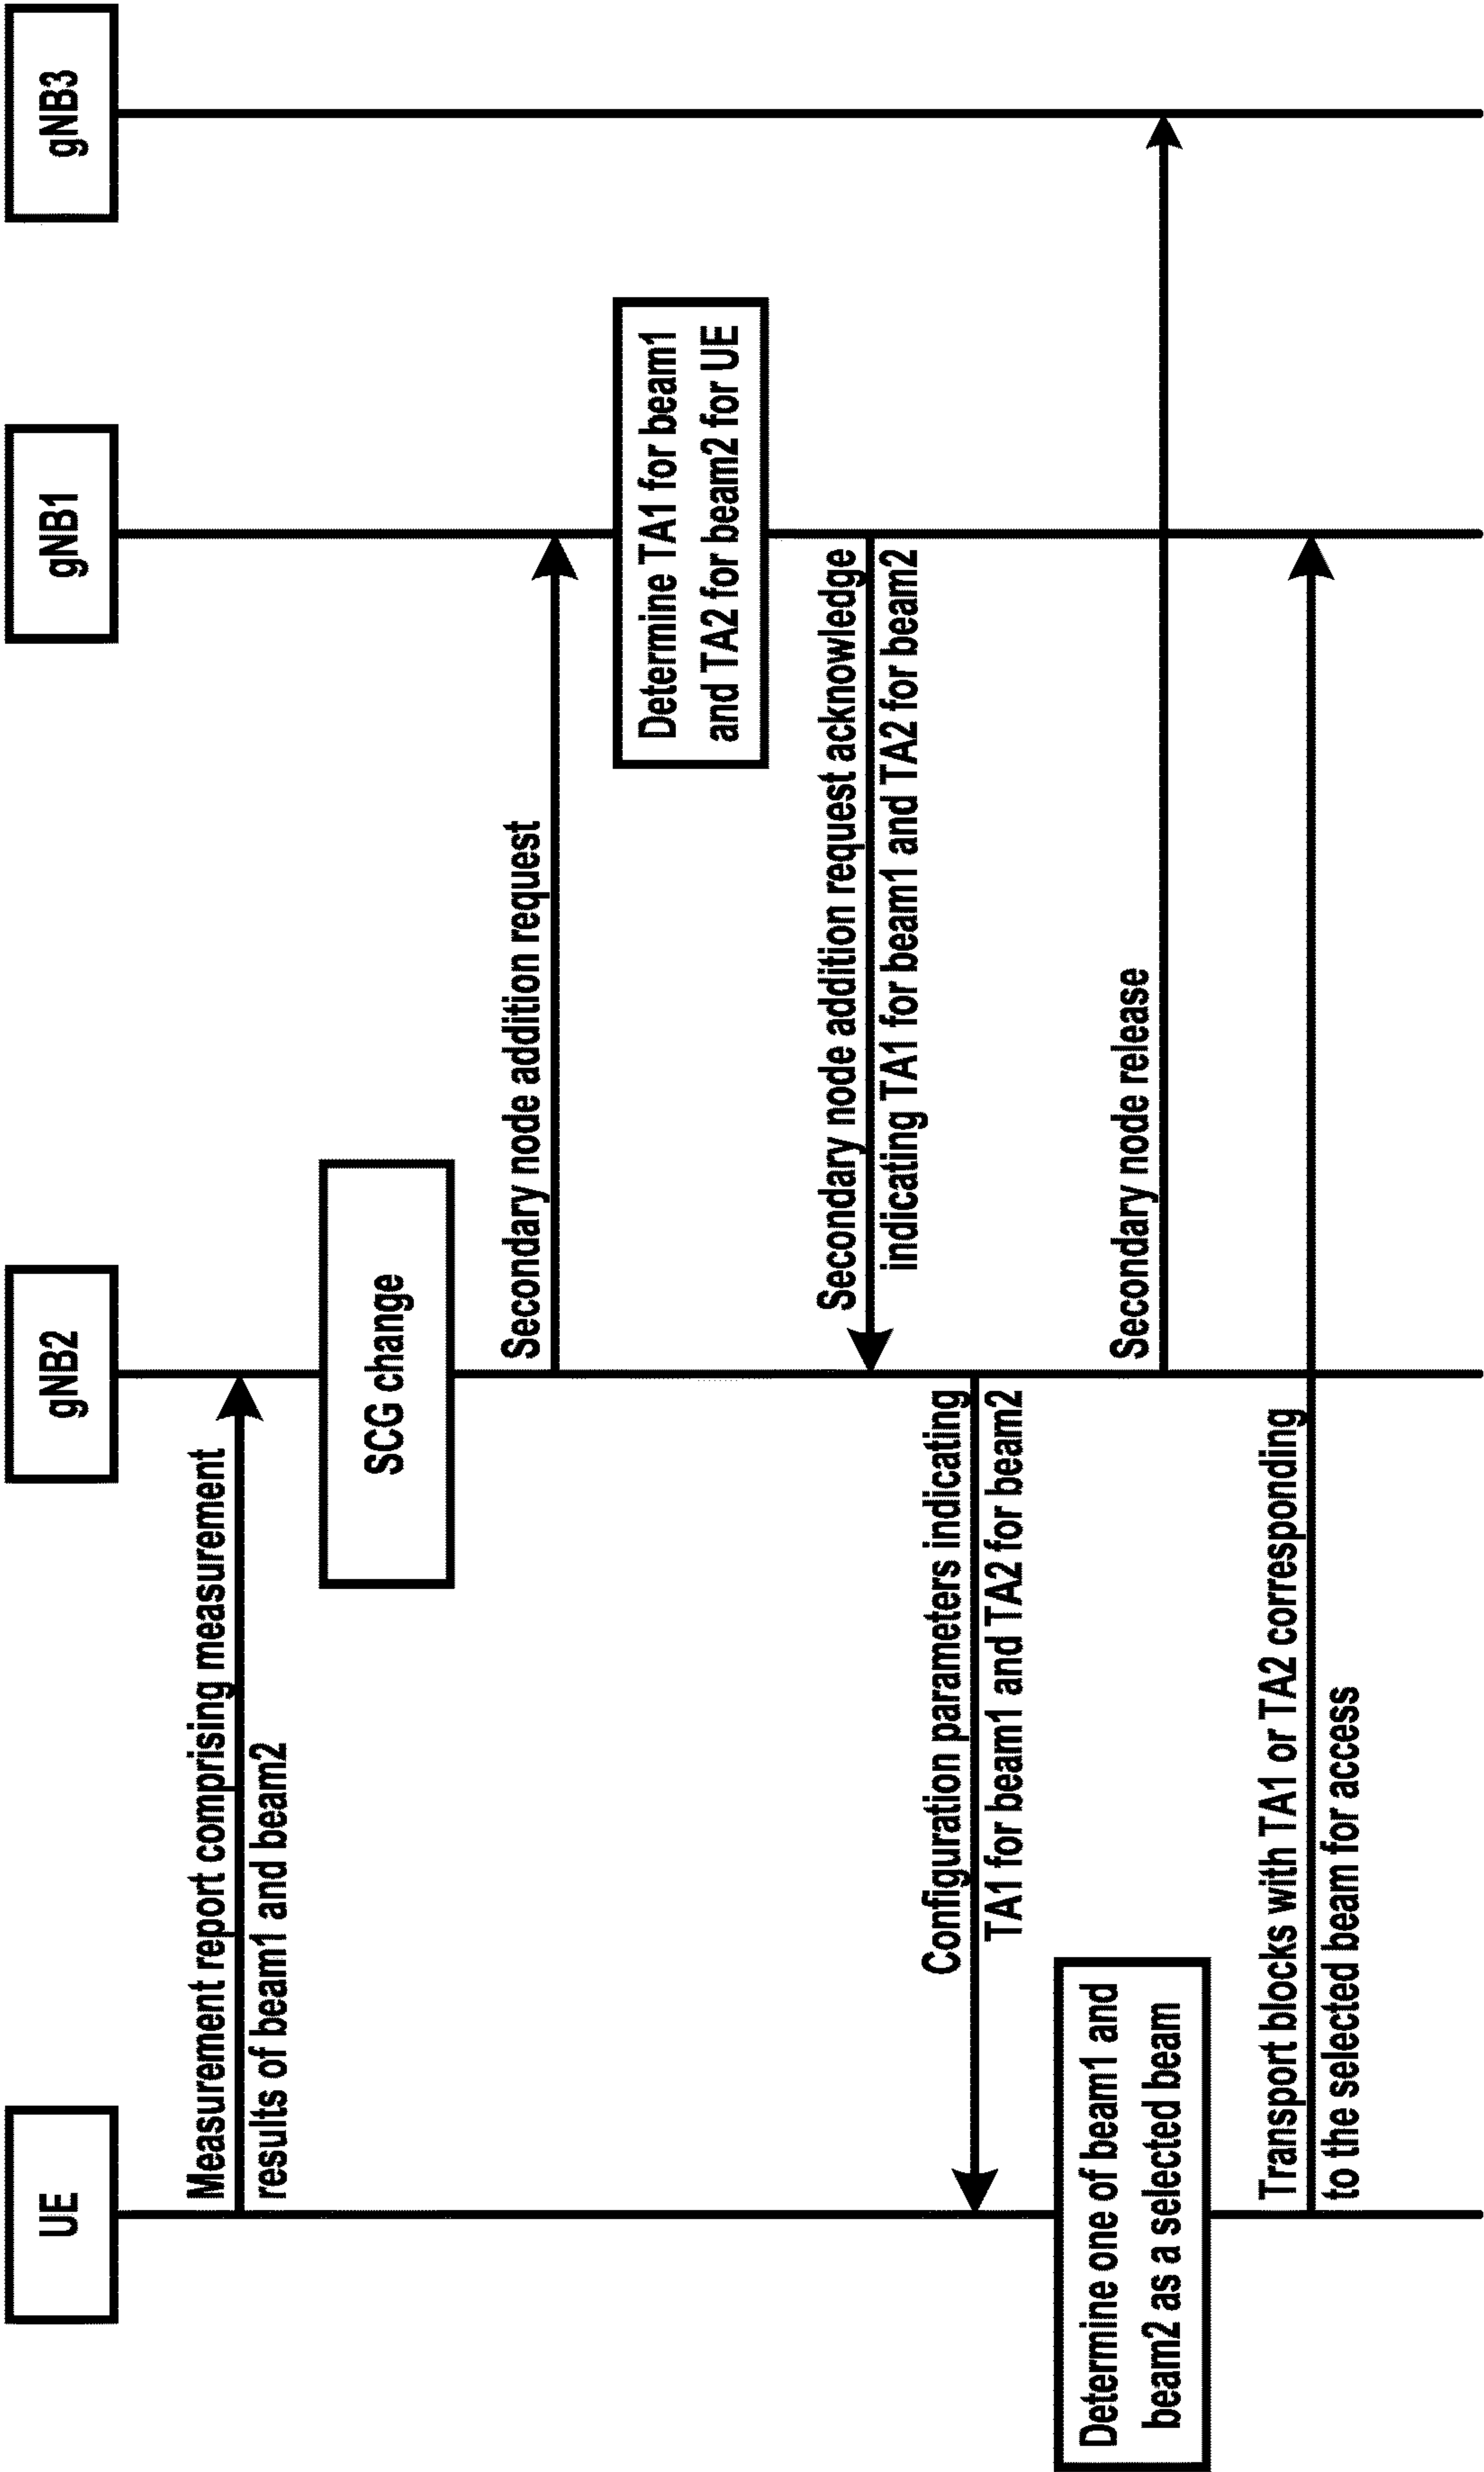 UE
gNB2
gNB1
gNB3
Measurement report comprising measurement
results of beam1 and beam2
SCG change
Secondary node addition request
Determine TA1 for beam1
and TA2 for beam2 for UE
Secondary node addition request acknowledge
indicating TA1 for beam1 and TA2 for beam2
Configuration parameters indicating
TA1 for beam1 and TA2 for beam2
Determine one of beam1 and
beam2 as a selected beam
Secondary node release
Transport blocks with TA1 or TA2 corresponding
to the selected beam for access